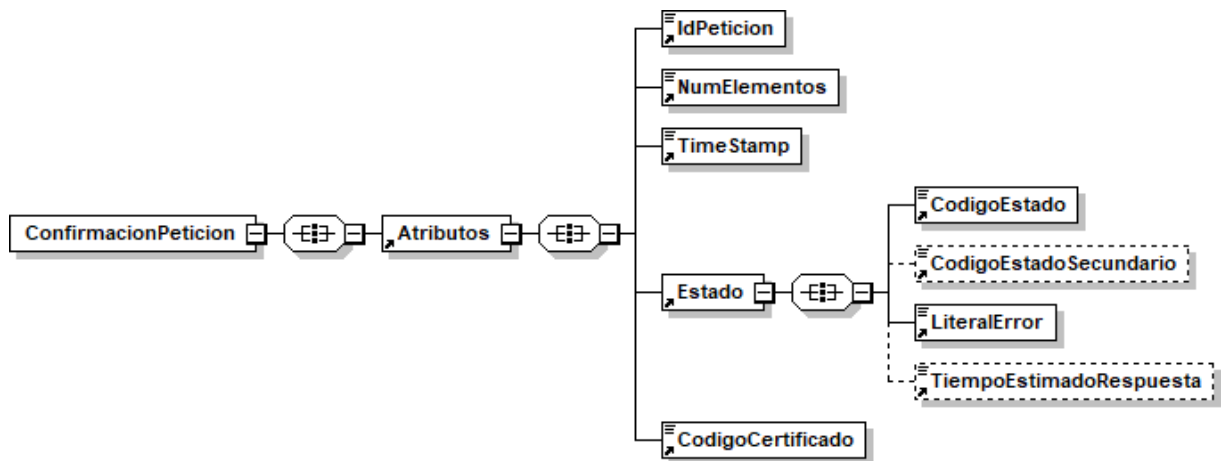 IdPeticion
NumElementos
TimeStamp
CodigoEstado
ConfirmacionPeticion
Atributos
CodigoEstadoSecundario
Estado
LiteralError
TiempoEstimadoRespuesta
CodigoCertificado